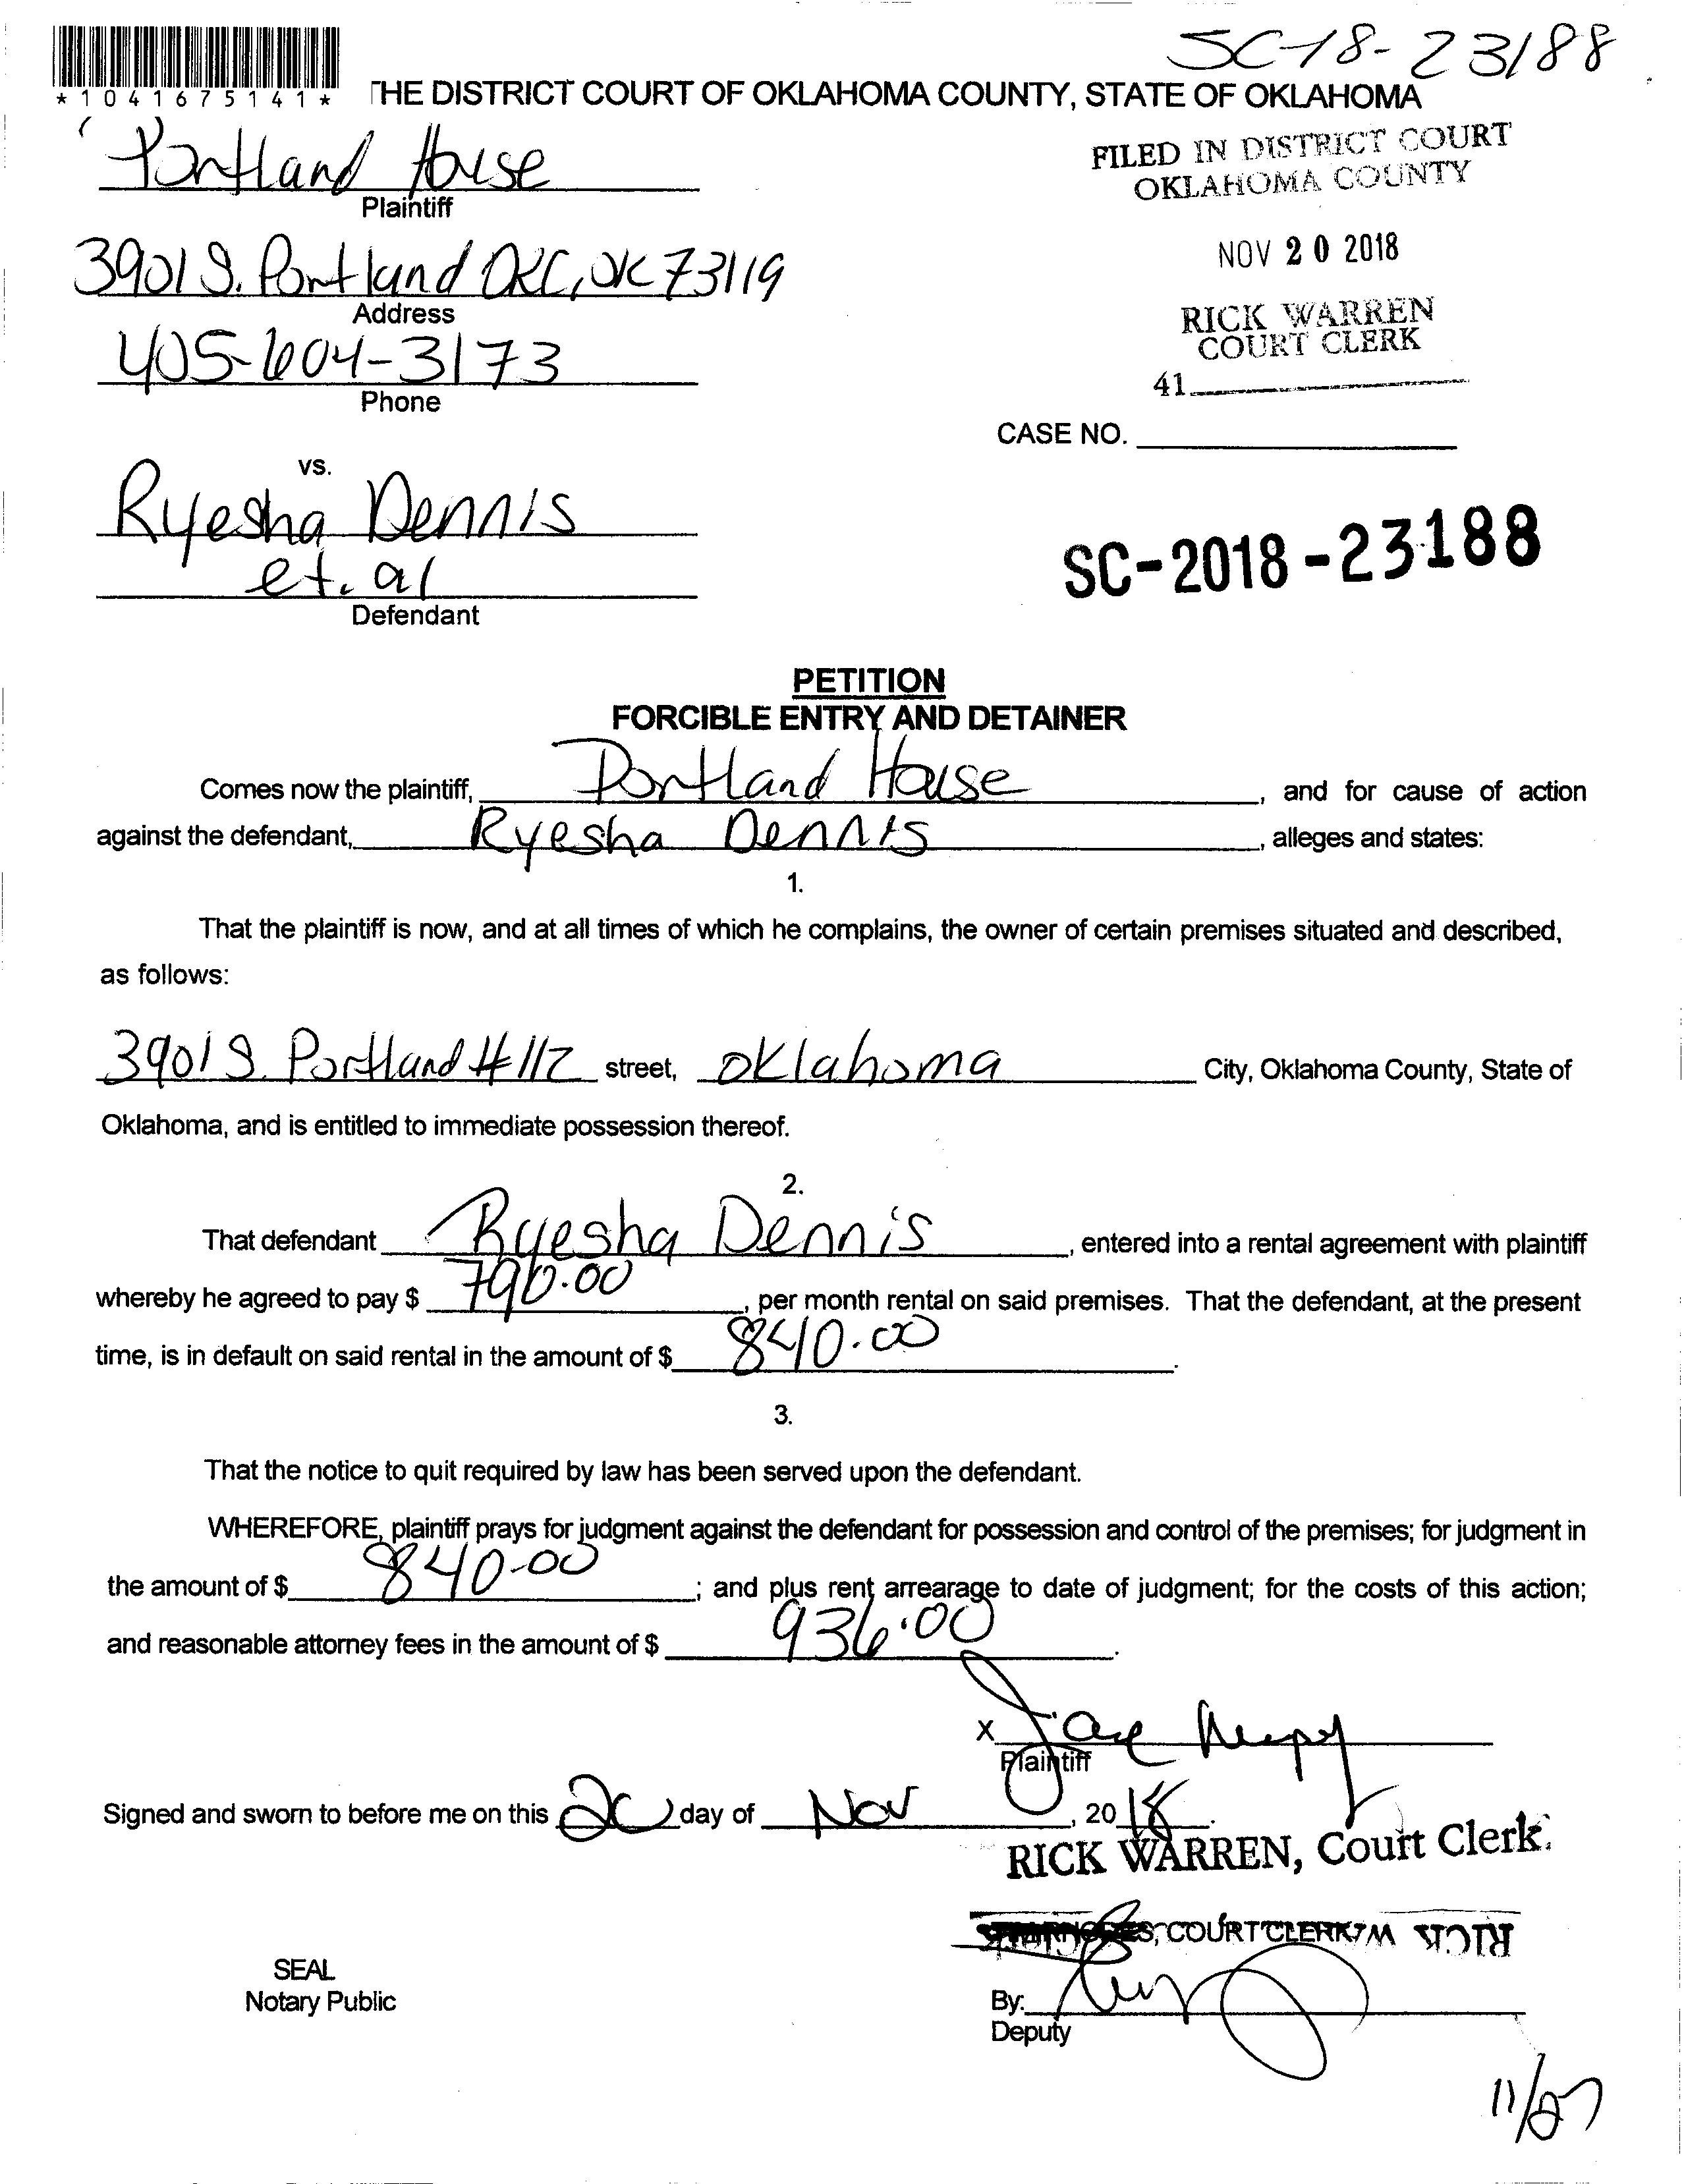 SC-18-23188
*1041675141*
THE DISTRICT COURT OF OKLAHOMA COUNTY, STATE OF OKLAHOMA
Portland House
Plaintiff
FILED IN DISTRICT COURT
OKLAHOMA COUNTY
3901 S. Portland OKC, OK 73119
Address
NOV 20 2018
405-604-3173
Phone
RICK WARREN
COURT CLERK
41
CASE NO.
vs.
Ryesha Dennis
et. al
Defendant
SC-2018-23188
PETITION
FORCIBLE ENTRY AND DETAINER
Comes now the plaintiff, Portland House, and for cause of action
against the defendant, Ryesha Dennis, alleges and states:
1.
That the plaintiff is now, and at all times of which he complains, the owner of certain premises situated and described,
as follows:
3901 S. Portland #112 street, Oklahoma City, Oklahoma County, State of
Oklahoma, and is entitled to immediate possession thereof.
2.
That defendant Ryesha Dennis, entered into a rental agreement with plaintiff
whereby he agreed to pay $ 790.00, per month rental on said premises. That the defendant, at the present
time, is in default on said rental in the amount of $ 840.00.
3.
That the notice to quit required by law has been served upon the defendant.
WHEREFORE, plaintiff prays for judgment against the defendant for possession and control of the premises; for judgment in
the amount of $ 840.00; and plus rent arrearage to date of judgment; for the costs of this action;
and reasonable attorney fees in the amount of $ 936.00.
X
Plaintiff
Signed and sworn to before me on this 20 day of Nov, 2018.
RICK WARREN, Court Clerk
COURT CLERK
RICK
SEAL
Notary Public
By:
Deputy
11/27